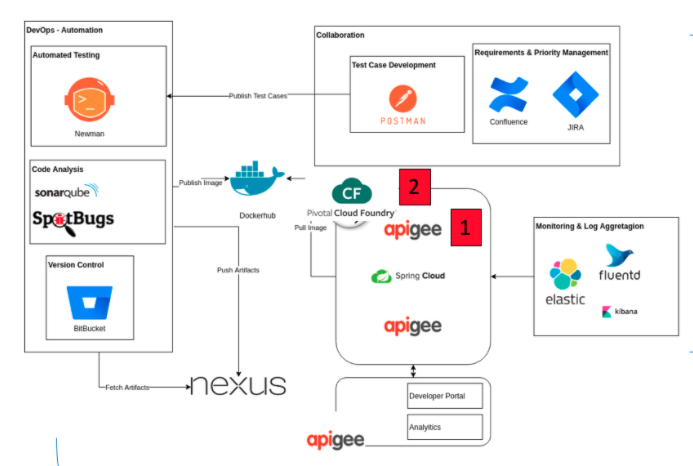 DevOps - Automation
Automated Testing
Newman
Code Analysis
sonarqube
SpotBugs
Version Control
BitBucket
Collaboration
Test Case Development
POSTMAN
Requirements & Priority Management
Confluence
JIRA
Publish Test Cases
Publish Image
Dockerhub
CF
Pivotal Cloud Foundry
2
Pull Image
apigee
1
Spring Cloud
apigee
Monitoring & Log Aggretagion
elastic
fluentd
kibana
Push Artifacts
Fetch Artifacts
nexus
Developer Portal
Analyitics
apigee